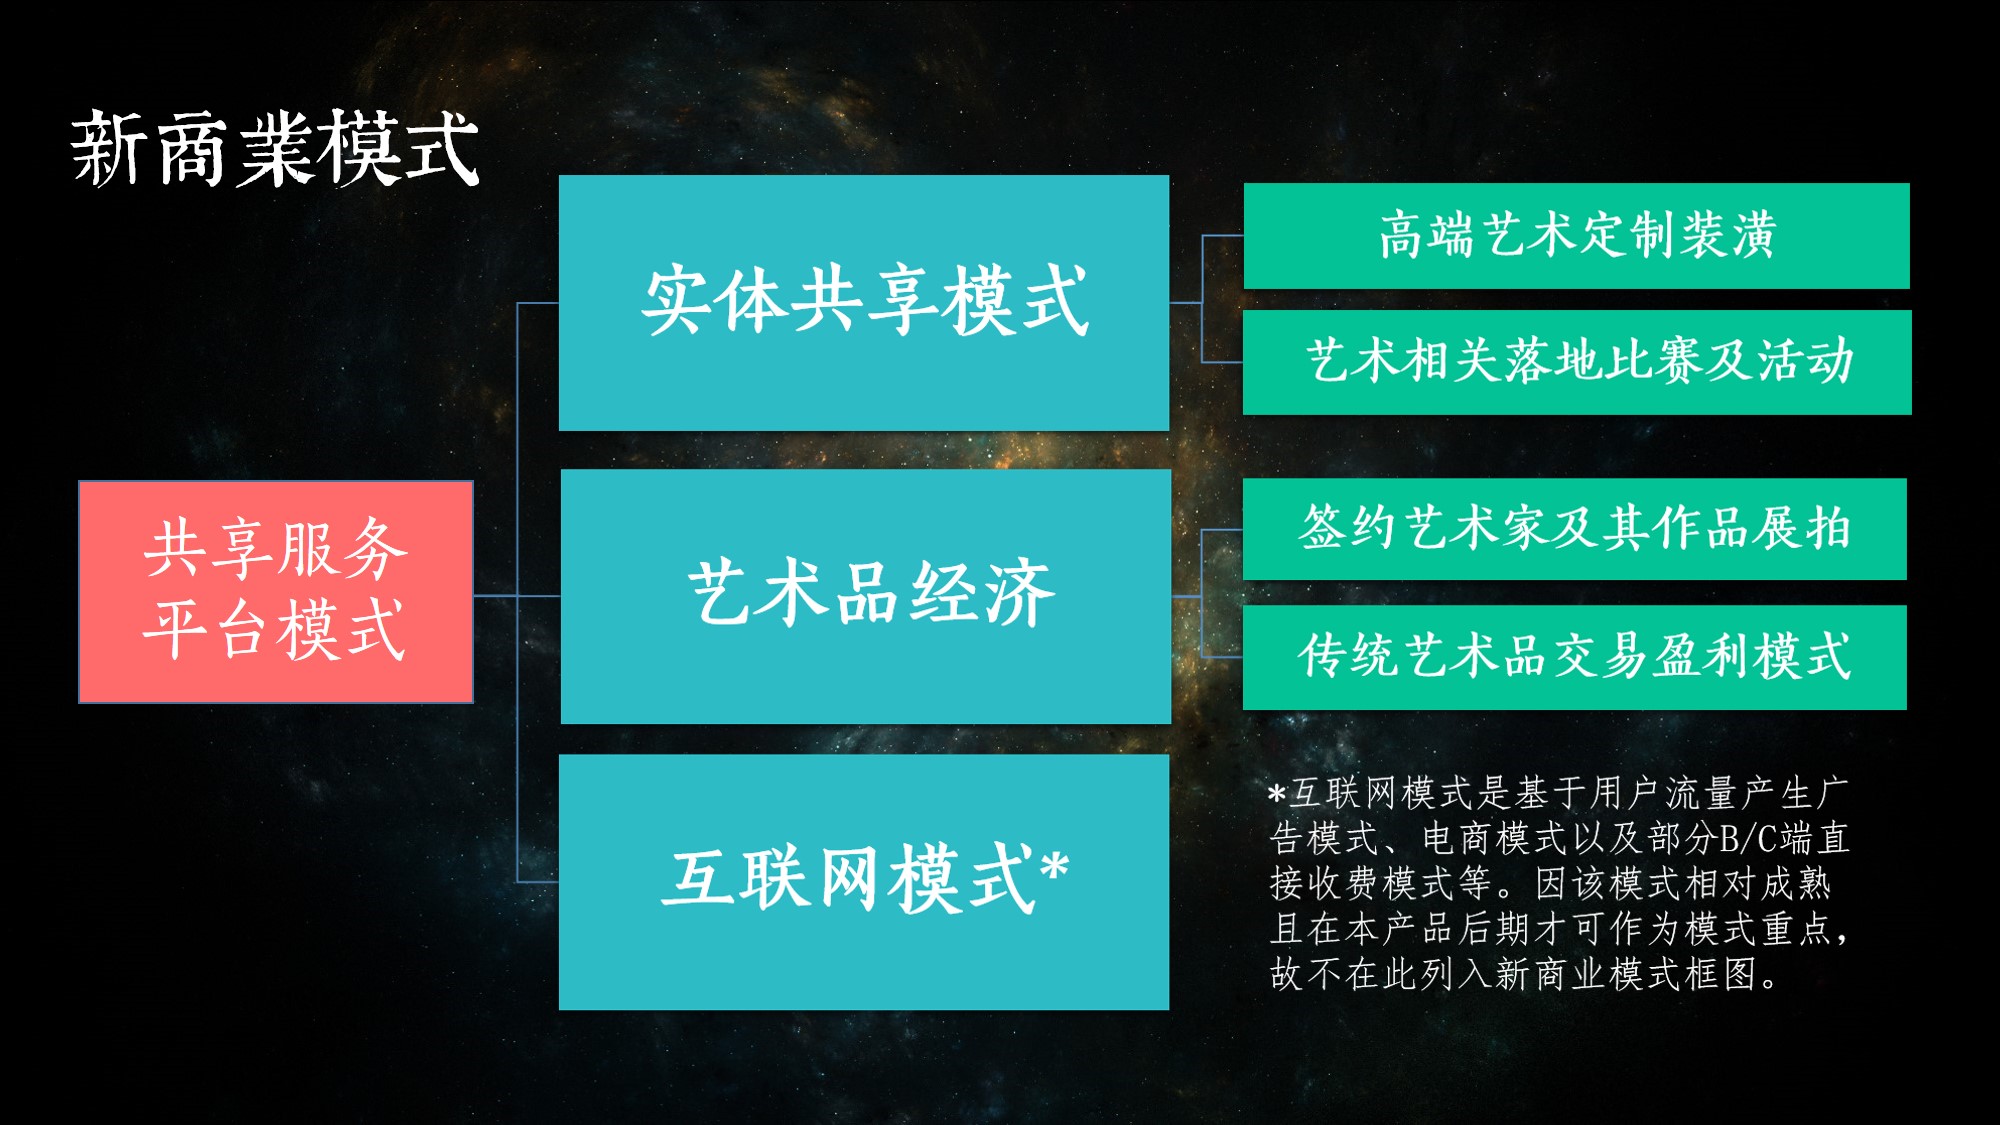 新商業模式
共享服务
平台模式
实体共享模式
高端艺术定制装潢
艺术相关落地比赛及活动
艺术品经济
签约艺术家及其作品展拍
传统艺术品交易盈利模式
互联网模式*
*互联网模式是基于用户流量产生广
告模式、电商模式以及部分B/C端直
接收费模式等。因该模式相对成熟
且在本产品后期才可作为模式重点，
故不在此列入新商业模式框图。